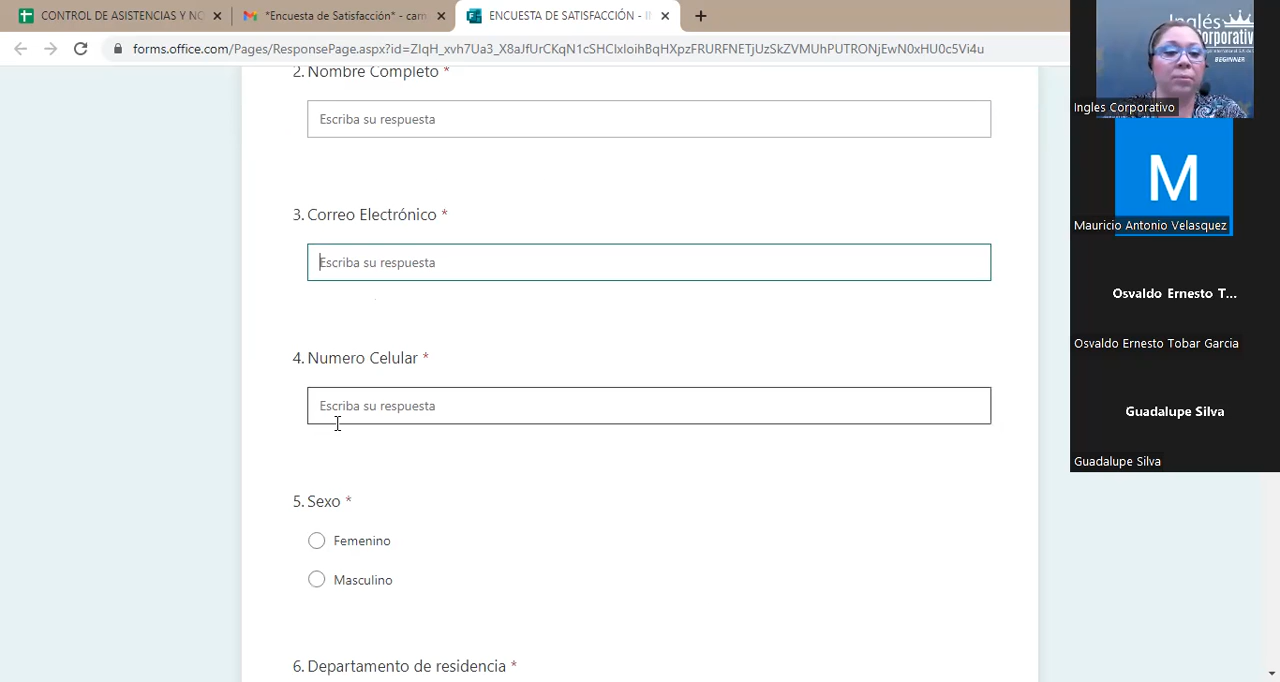 CONTROL DE ASISTENCIAS Y NO
*Encuesta de Satisfacción* - carr
ENCUESTA DE SATISFACCIÓN - I
forms.office.com/Pages/ResponsePage.aspx?id=ZIqH_xvh7Ua3_X8aJfUrCKqN1cSHCIxIoihBqHXpzFRURFNETjUzSkZVMUhPUTRONjEwN0xHU0c5Vi4u
2. Nombre Completo *
Escriba su respuesta
3. Correo Electrónico *
Escriba su respuesta
4. Numero Celular *
Escriba su respuesta
5. Sexo *
Femenino
Masculino
6. Departamento de residencia *
Inglés
Corporativo
BEGINNER
Ingles Corporativo
M
Mauricio Antonio Velasquez
Osvaldo Ernesto T...
Osvaldo Ernesto Tobar Garcia
Guadalupe Silva
Guadalupe Silva